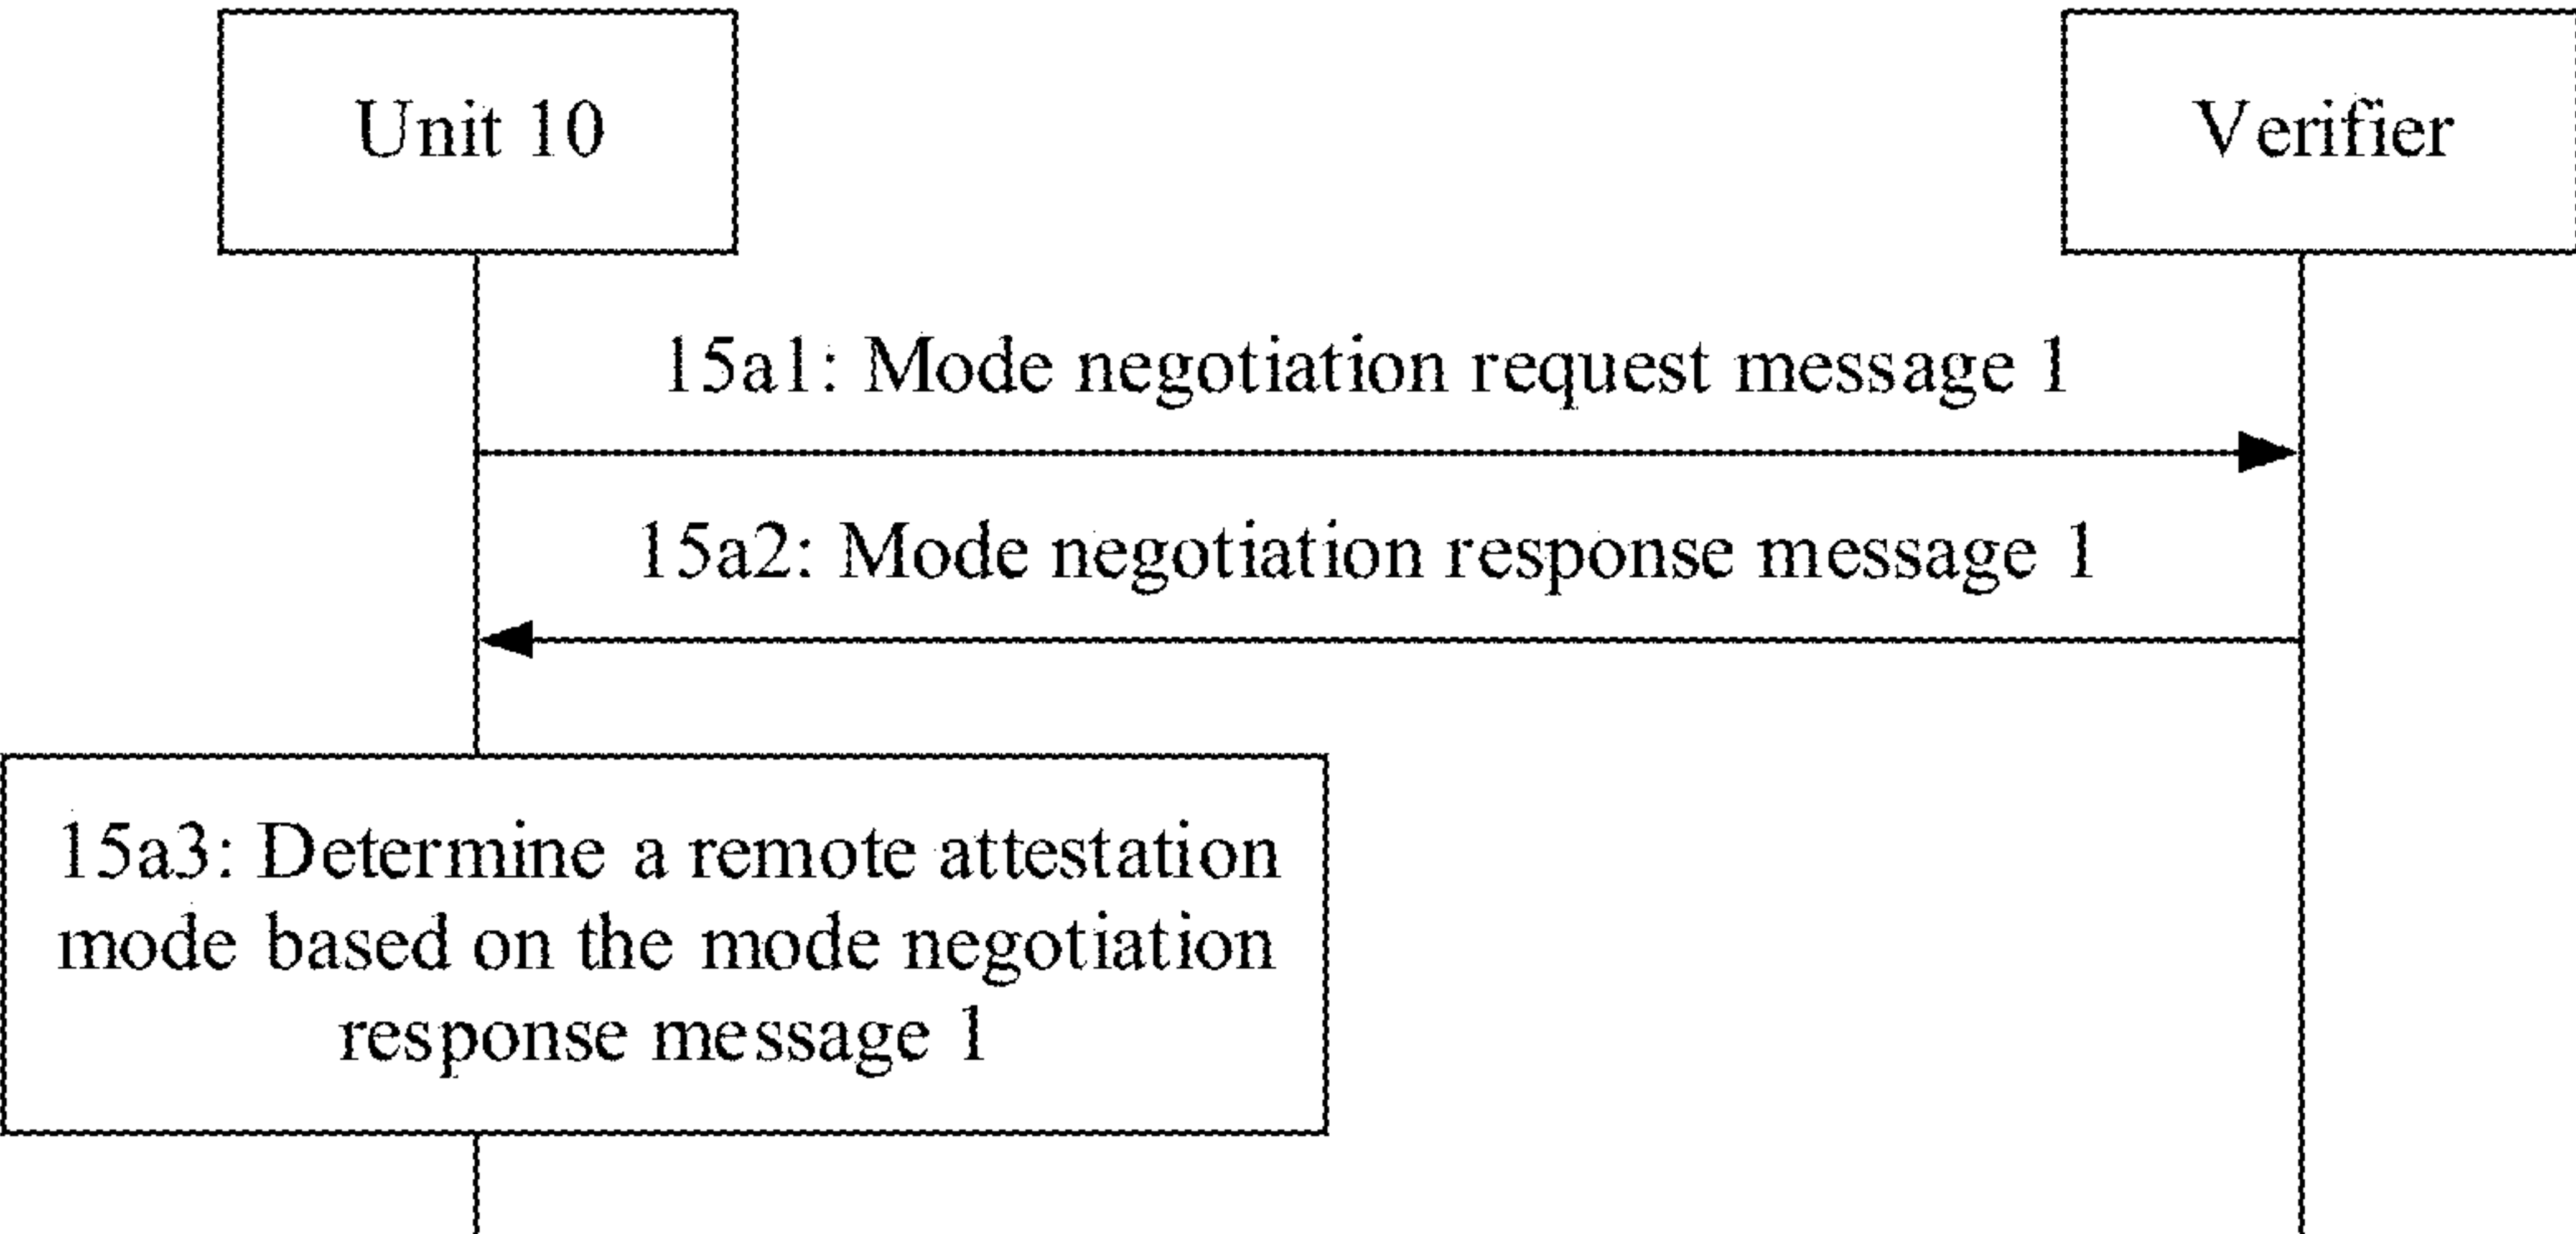 Unit 10
Verifier
15a1: Mode negotiation request message 1
15a2: Mode negotiation response message 1
15a3: Determine a remote attestation
mode based on the mode negotiation
response message 1